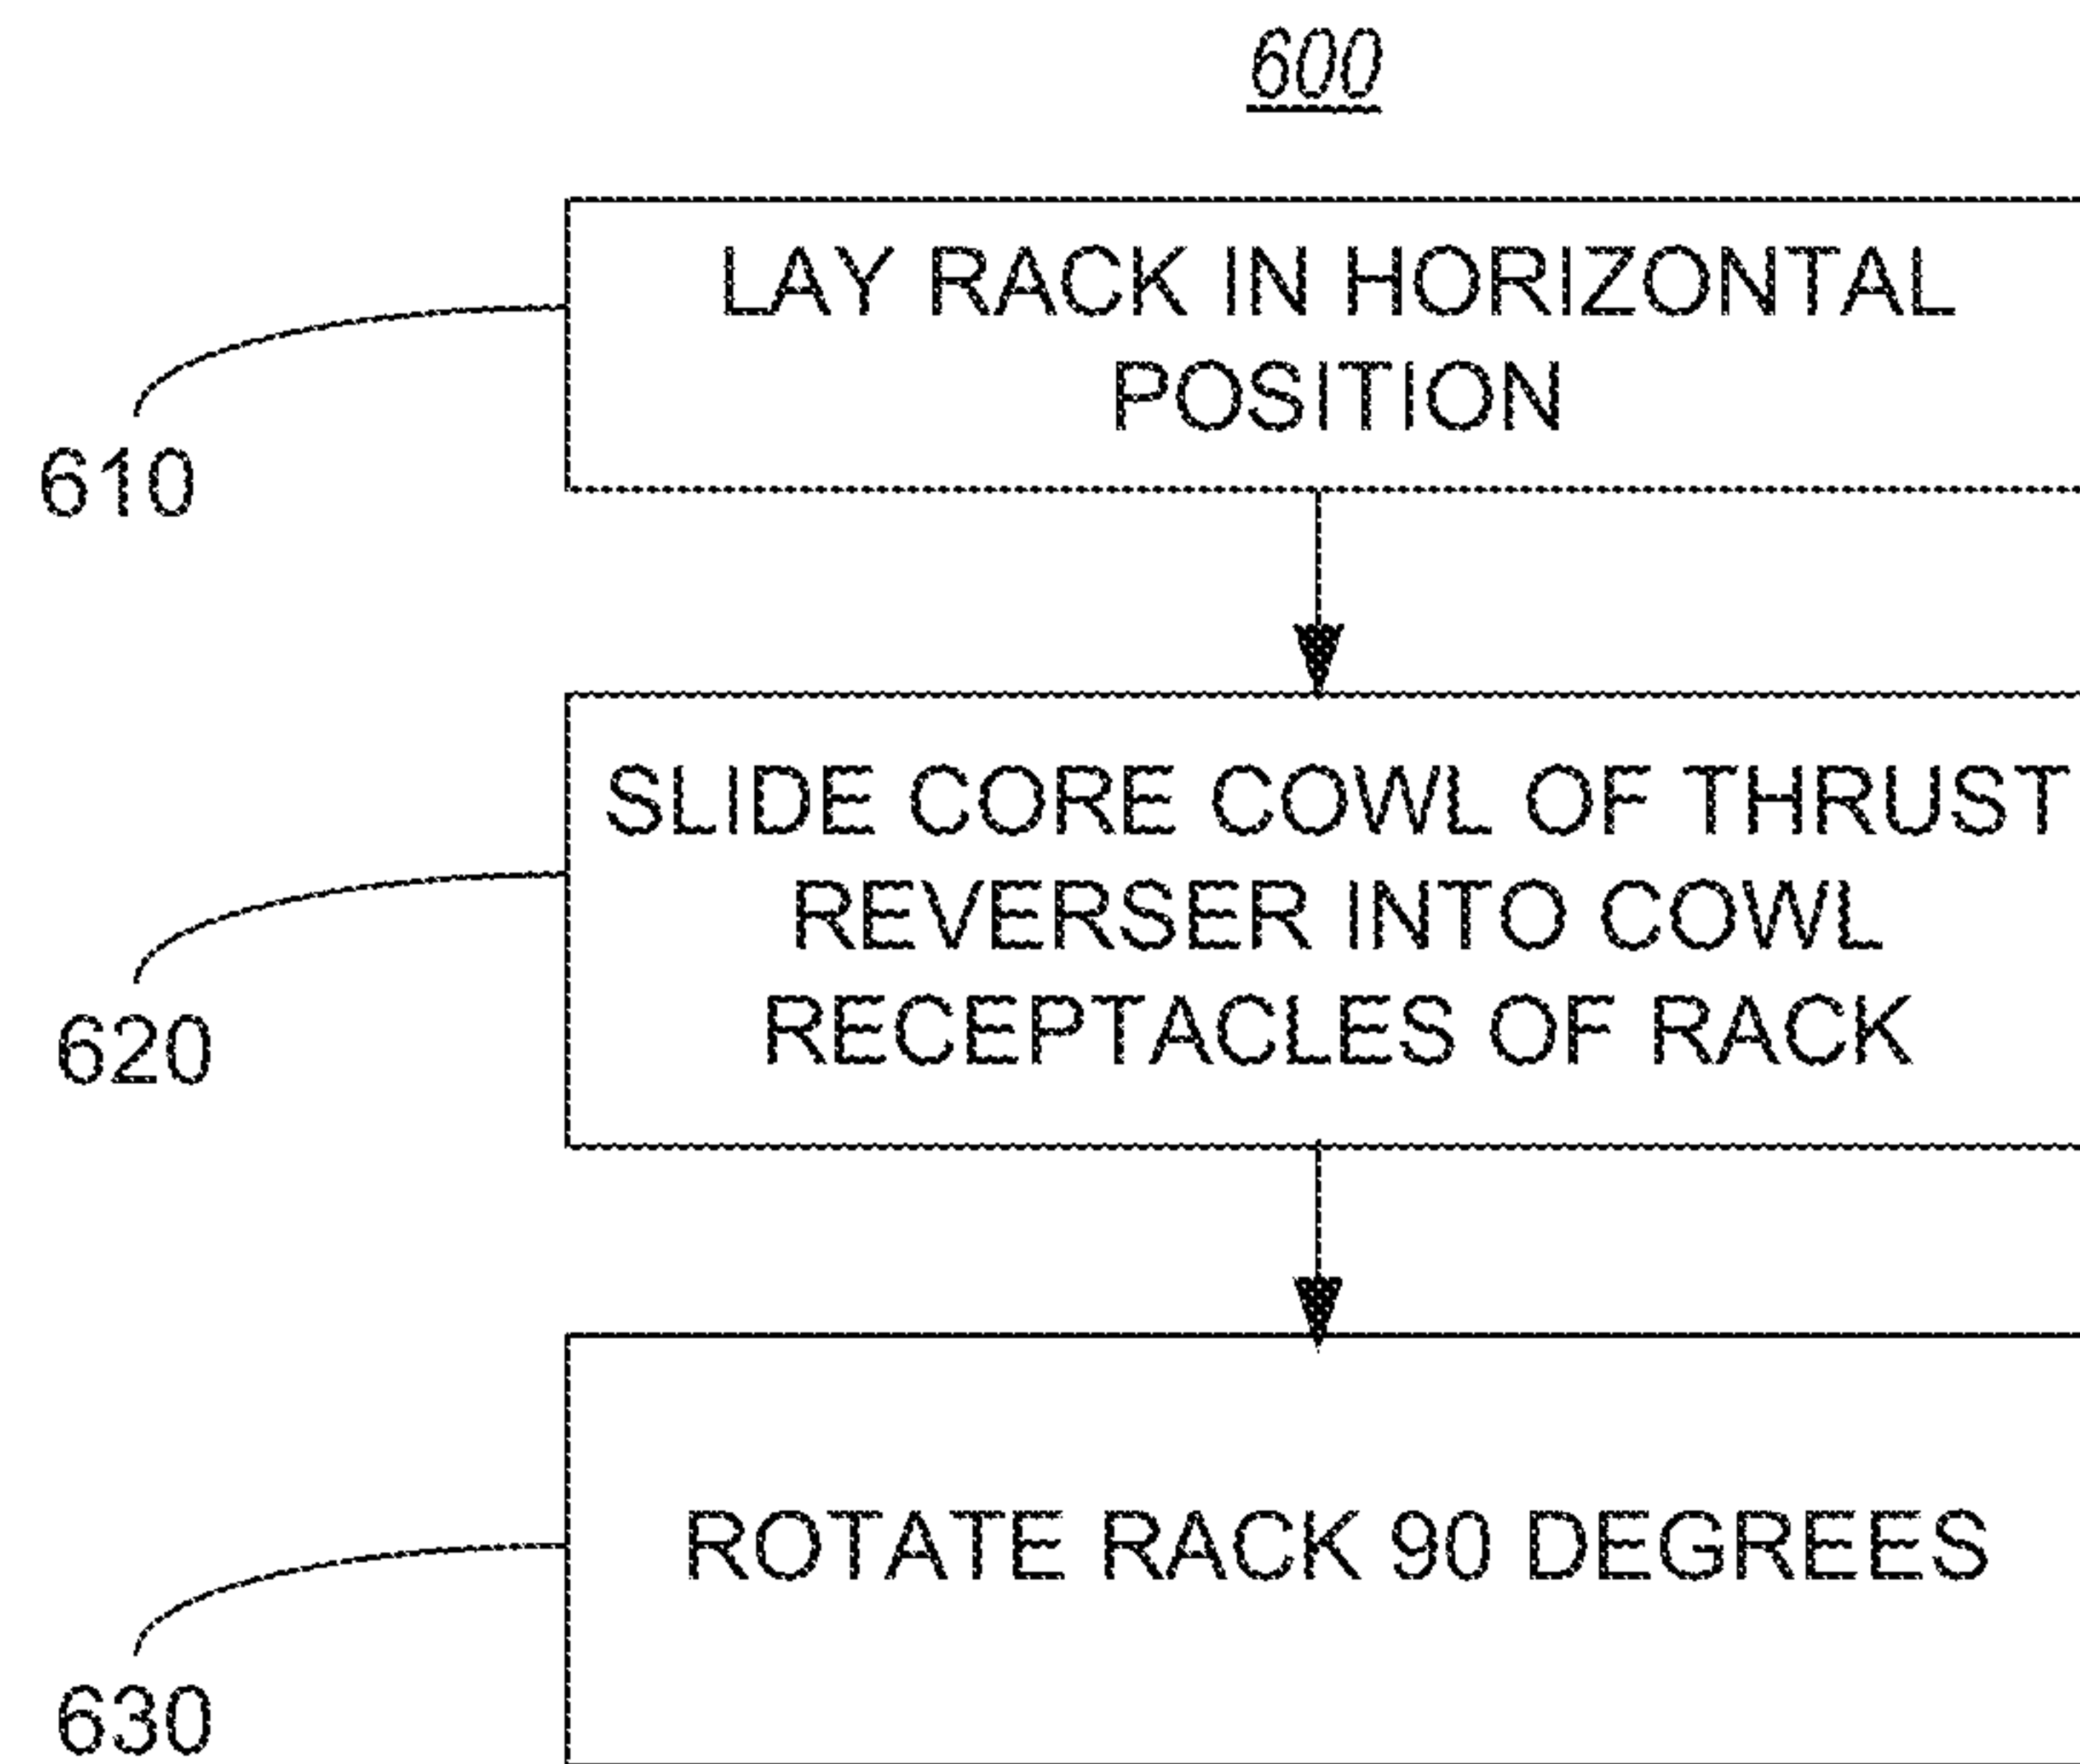 600
LAY RACK IN HORIZONTAL
POSITION
610
SLIDE CORE COWL OF THRUST
REVERSER INTO COWL
RECEPTACLES OF RACK
620
ROTATE RACK 90 DEGREES
630